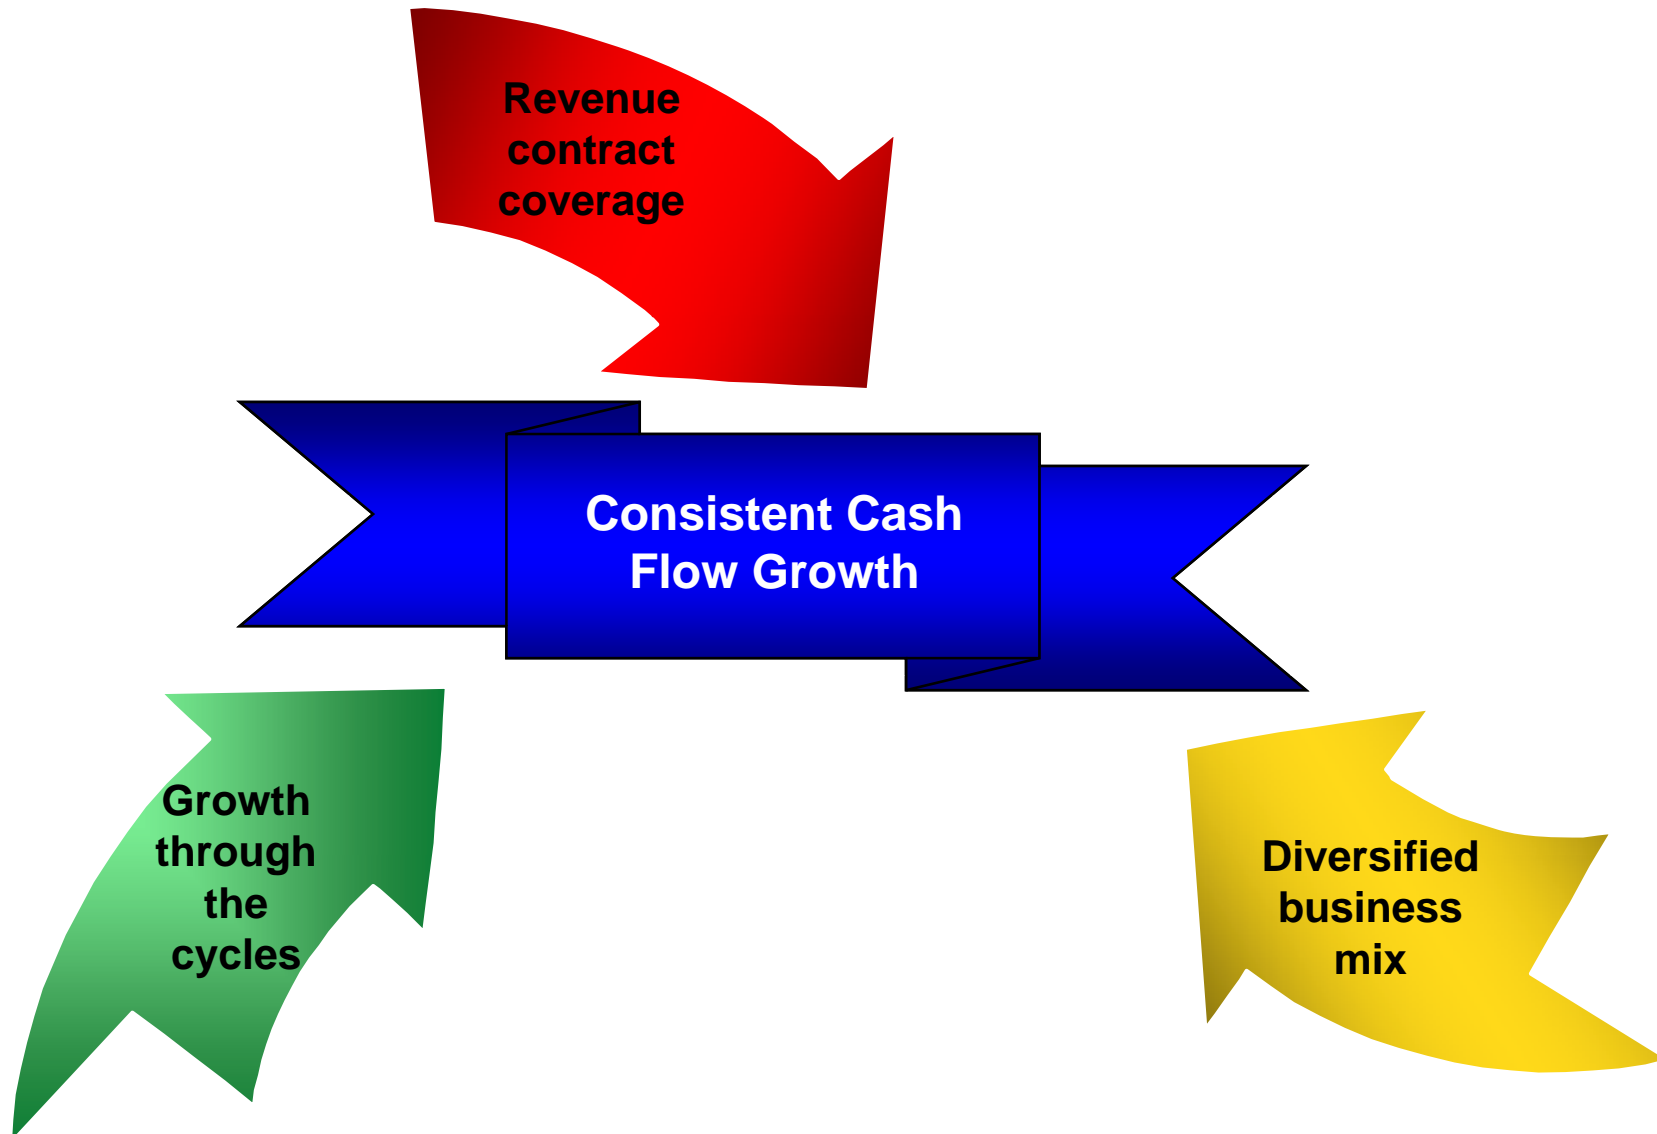 Revenue
contract
coverage
Consistent Cash
Flow Growth
Growth
through
the
cycles
Diversified
business
mix